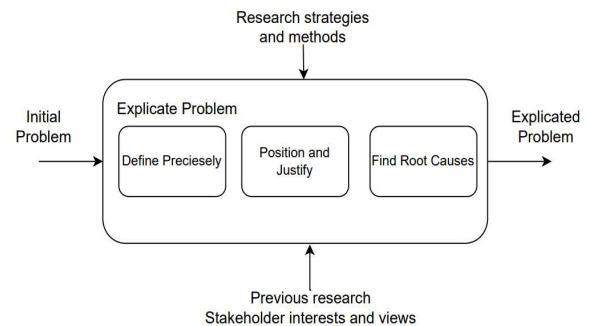 Research strategies
and methods
Initial
Problem
Explicate Problem
Explicated
Problem
Define Preciesely
Position and
Justify
Find Root Causes
Previous research
Stakeholder interests and views